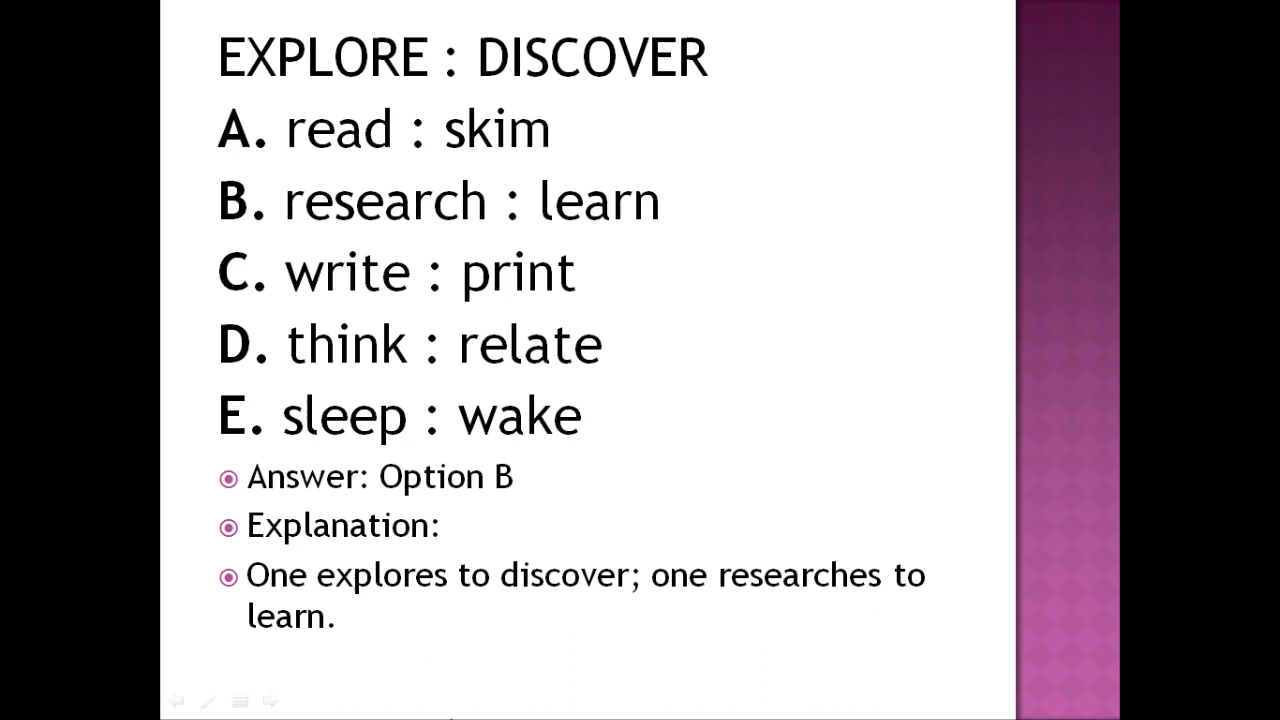 EXPLORE : DISCOVER
A. read : skim
B. research : learn
C. write : print
D. think : relate
E. sleep : wake
Answer: Option B
Explanation:
One explores to discover; one researches to
learn.